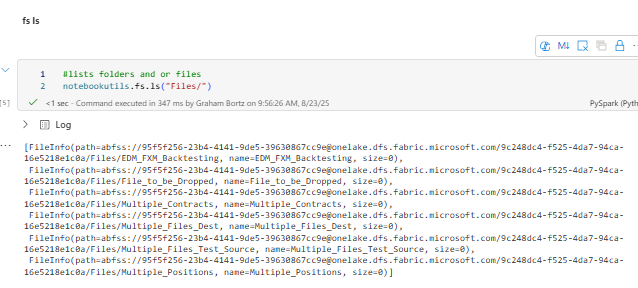 fs ls
M↓
1 #lists folders and or files
2 notebookutils.fs.ls("Files/")
[5]
<1 sec - Command executed in 347 ms by Graham Bortz on 9:56:26 AM, 8/23/25
PySpark (Pyth
Log
[FileInfo(path=abfss://95f5f256-23b4-4141-9de5-39630867cc9e@onelake.dfs.fabric.microsoft.com/9c248dc4-f525-4da7-94ca-
16e5218e1c0a/Files/EDM_FXM_Backtesting, name=EDM_FXM_Backtesting, size=0),
FileInfo(path=abfss://95f5f256-23b4-4141-9de5-39630867cc9e@onelake.dfs.fabric.microsoft.com/9c248dc4-f525-4da7-94ca-
16e5218e1c0a/Files/File_to_be_Dropped, name=File_to_be_Dropped, size=0),
FileInfo(path=abfss://95f5f256-23b4-4141-9de5-39630867cc9e@onelake.dfs.fabric.microsoft.com/9c248dc4-f525-4da7-94ca-
16e5218e1c0a/Files/Multiple_Contracts, name=Multiple_Contracts, size=0),
FileInfo(path=abfss://95f5f256-23b4-4141-9de5-39630867cc9e@onelake.dfs.fabric.microsoft.com/9c248dc4-f525-4da7-94ca-
16e5218e1c0a/Files/Multiple_Files_Dest, name=Multiple_Files_Dest, size=0),
FileInfo(path=abfss://95f5f256-23b4-4141-9de5-39630867cc9e@onelake.dfs.fabric.microsoft.com/9c248dc4-f525-4da7-94ca-
16e5218e1c0a/Files/Multiple_Files_Test_Source, name=Multiple_Files_Test_Source, size=0),
FileInfo(path=abfss://95f5f256-23b4-4141-9de5-39630867cc9e@onelake.dfs.fabric.microsoft.com/9c248dc4-f525-4da7-94ca-
16e5218e1c0a/Files/Multiple_Positions, name=Multiple_Positions, size=0)]